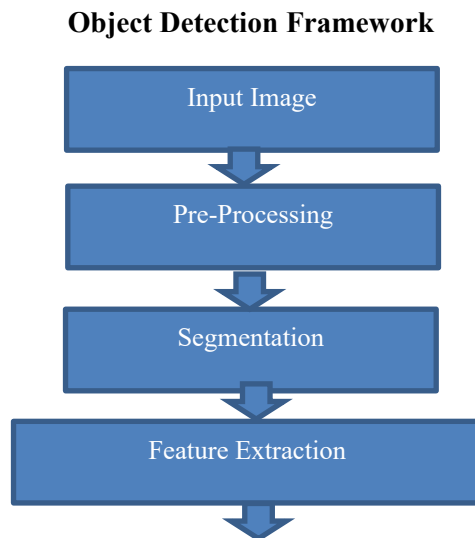 Object Detection Framework
Input Image
Pre-Processing
Segmentation
Feature Extraction